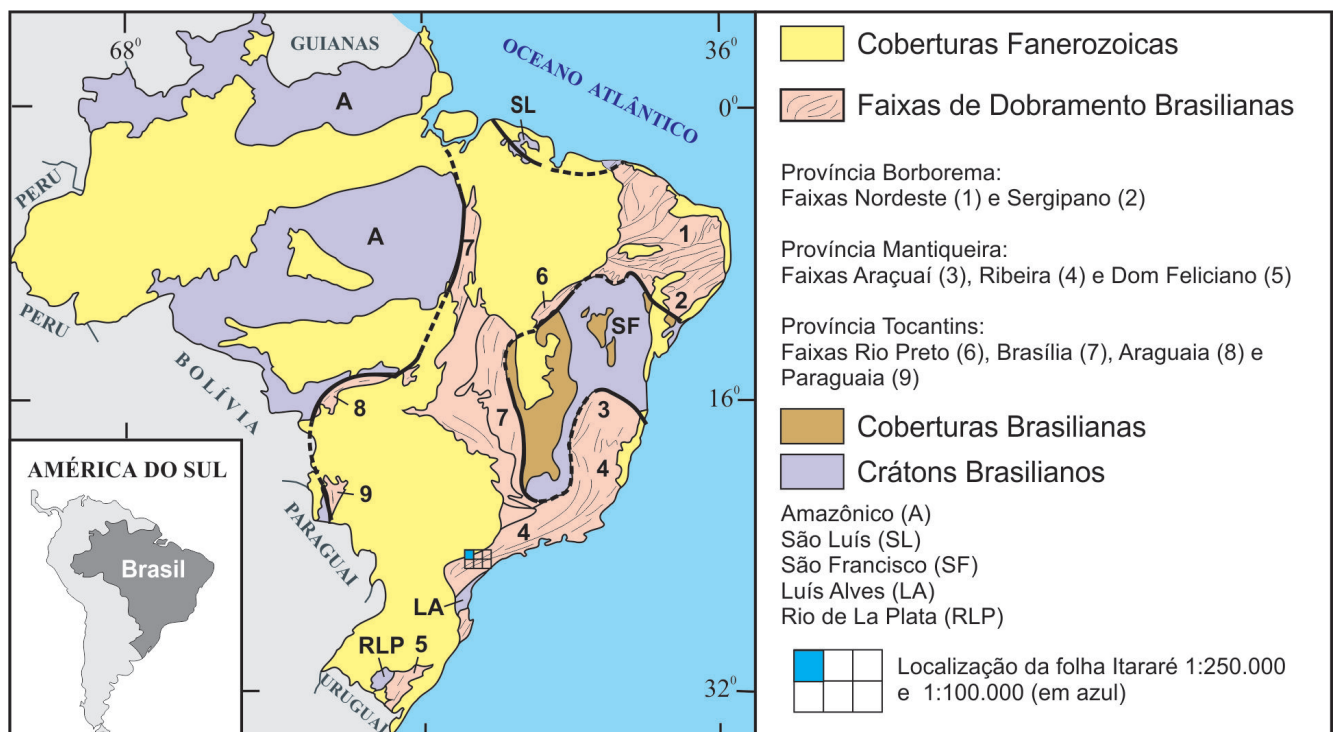 68⁰
GUIANAS
OCEANO ATLÂNTICO
36⁰
A
SL
0⁰
PERU
A
7
1
6
2
SF
PERU
BOLÍVIA
8
7
3
16⁰
4
9
PARAGUAI
4
LA
RLP
5
URUGUAI
32⁰
AMÉRICA DO SUL
Brasil
Coberturas Fanerozoicas
Faixas de Dobramento Brasilianas
Província Borborema:
Faixas Nordeste (1) e Sergipano (2)
Província Mantiqueira:
Faixas Araçuaí (3), Ribeira (4) e Dom Feliciano (5)
Província Tocantins:
Faixas Rio Preto (6), Brasília (7), Araguaia (8) e
Paraguaia (9)
Coberturas Brasilianas
Crátons Brasilianos
Amazônico (A)
São Luís (SL)
São Francisco (SF)
Luís Alves (LA)
Rio de La Plata (RLP)
Localização da folha Itararé 1:250.000
e 1:100.000 (em azul)